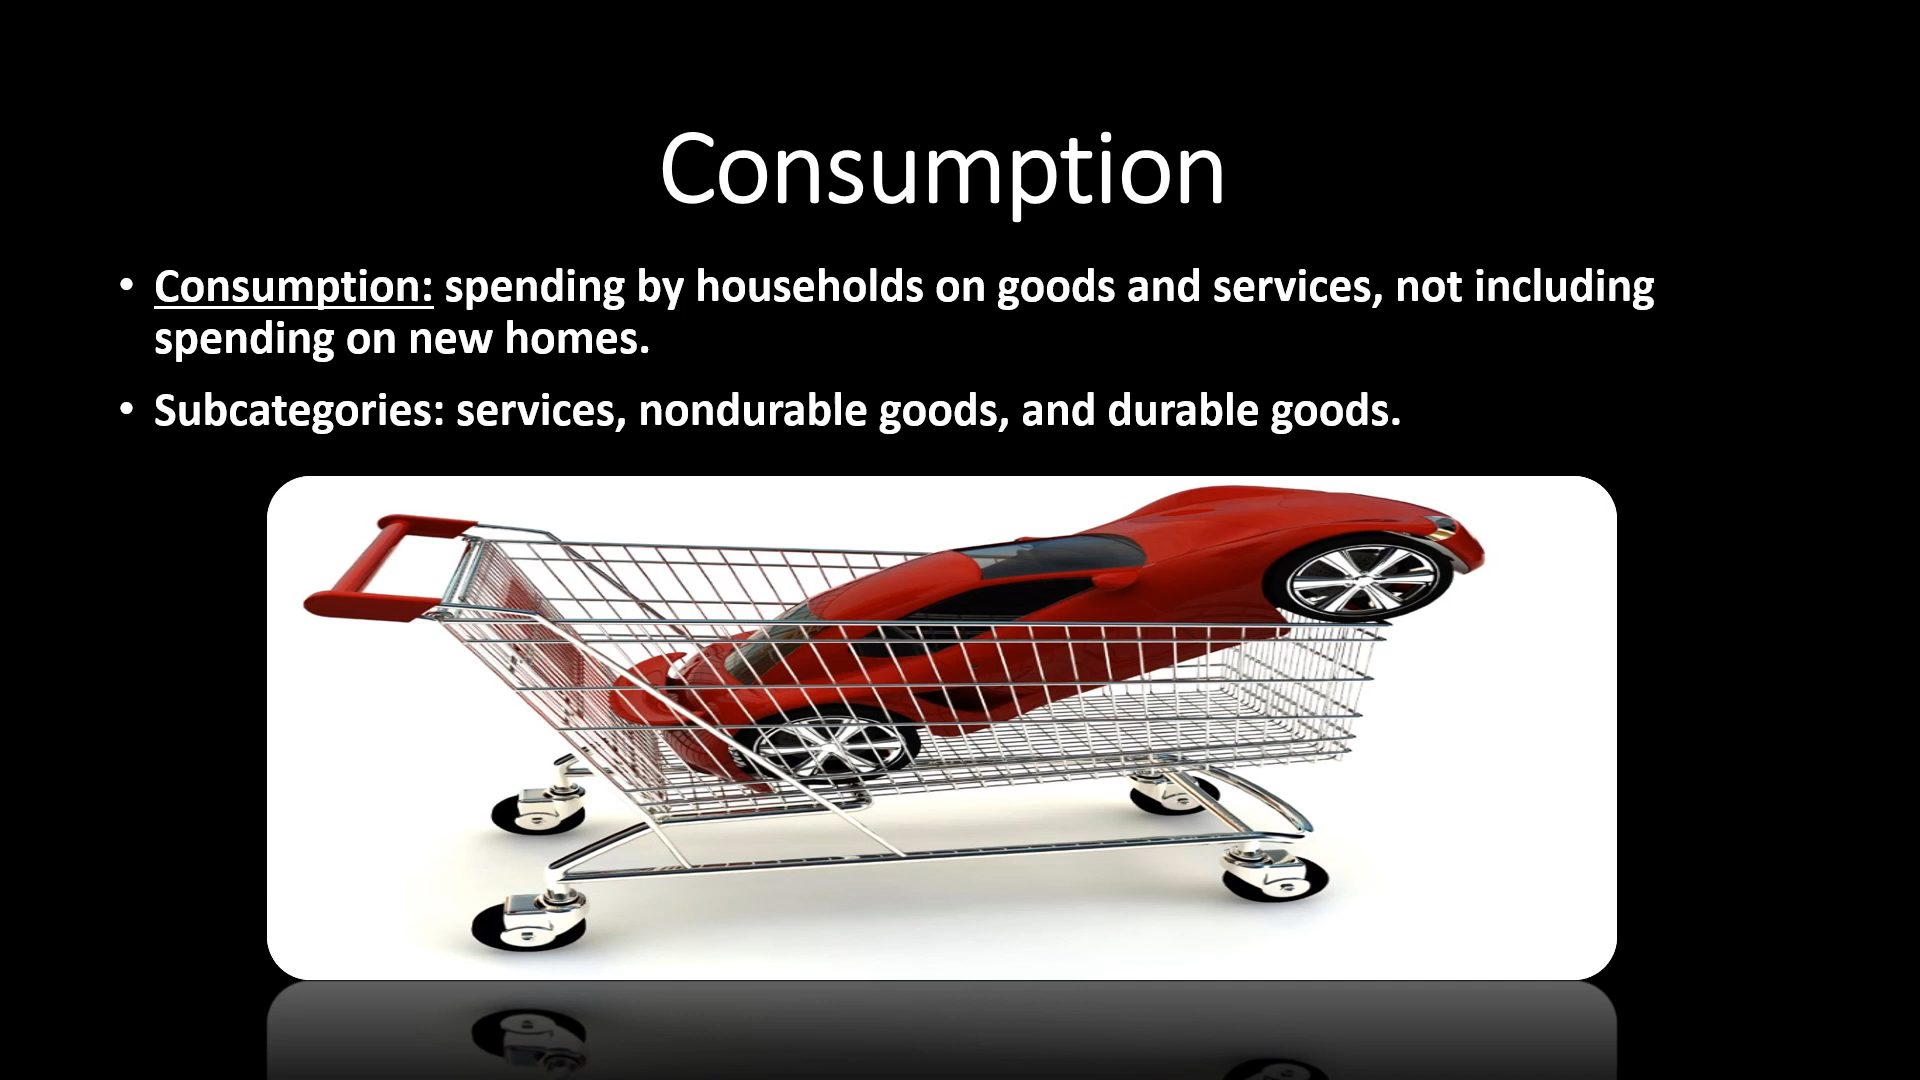 Consumption
• Consumption: spending by households on goods and services, not including
spending on new homes.
• Subcategories: services, nondurable goods, and durable goods.